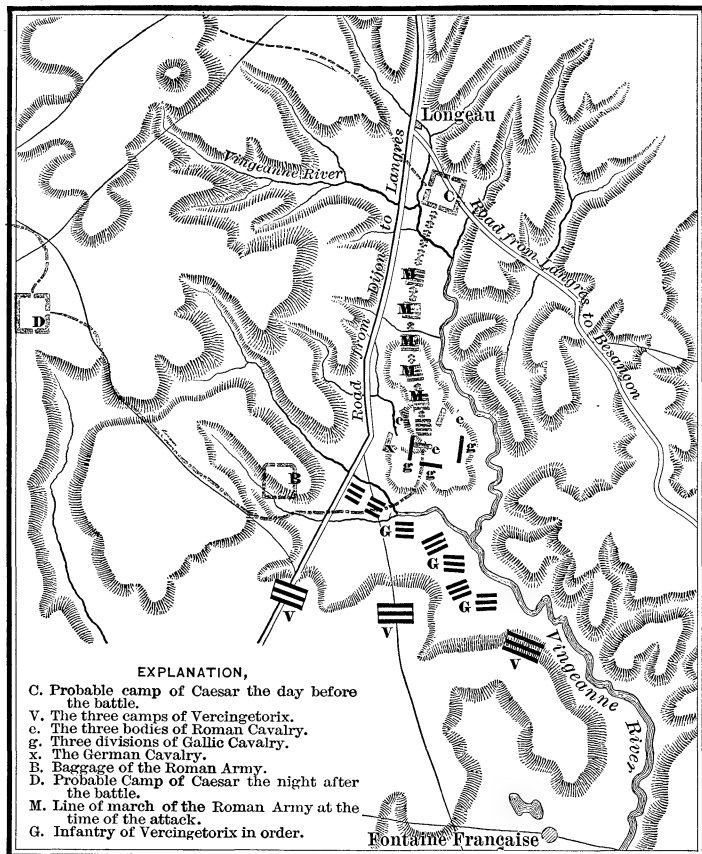 Longeau
Vingeanne River
Road from Dijon to Langres
C
Road from Langres to Besançon
M
M
D
M
M
M
c
c
x
c
g
g
g
B
M
G
G
G
V
V
V
Vingeanne River
EXPLANATION,
C. Probable camp of Caesar the day before
the battle.
V. The three camps of Vercingetorix.
c. The three bodies of Roman Cavalry.
g. Three divisions of Gallic Cavalry.
x. The German Cavalry.
B. Baggage of the Roman Army.
D. Probable Camp of Caesar the night after
the battle.
M. Line of march of the Roman Army at the
time of the attack.
G. Infantry of Vercingetorix in order.
Fontaine Française